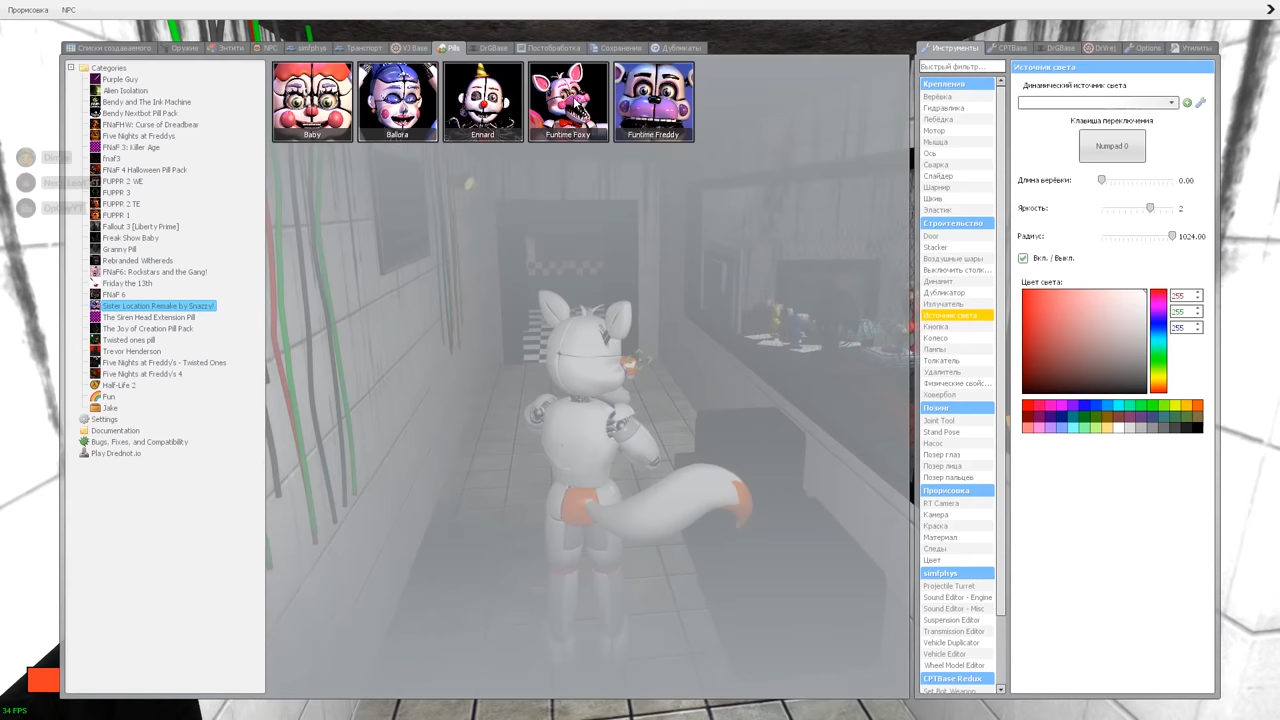 Прорисовка NPC
Списки создаваемого Оружие Энтити NPC simfphys Транспорт VJ Base Pills DrGBase Постобработка Сохранения Дубликаты
Categories
Purple Guy
Alien Isolation
Bendy and The Ink Machine
Bendy Nextbot Pill Pack
FNaFHW: Curse of Dreadbear
Five Nights at Freddys
FNAF 3: Killer Age
fnaf3
FNaF 4 Halloween Pill Pack
FUPPR 2 WE
FUPPR 3
FUPPR 2 TE
FUPPR 1
Fallout 3 [Liberty Prime]
Freak Show Baby
Granny Pill
Rebranded Withereds
FNaF6: Rockstars and the Gang!
Friday the 13th
FNaF 6
Sister Location Remake by Snazzy!
The Siren Head Extension Pill
The Joy of Creation Pill Pack
Twisted ones pill
Trevor Henderson
Five Nights at Freddy's - Twisted Ones
Five Nights at Freddy's 4
Half-Life 2
Fun
Jake
Settings
Documentation
Bugs, Fixes, and Compatibility
Play Drednot.io
Baby
Ballora
Ennard
Funtime Foxy
Funtime Freddy
Инструменты CPTBase DrGBase DrVrej Options Утилиты
Быстрый фильтр...
Крепления
Верёвка
Гидравлика
Лебёдка
Мотор
Мышца
Ось
Сварка
Слайдер
Шарнир
Шкив
Эластик
Строительство
Door
Stacker
Воздушные шары
Выключить столк...
Динамит
Дубликатор
Излучатель
Источник света
Кнопка
Колесо
Лампы
Толкатель
Удалитель
Физические свойс...
Ховербол
Позинг
Joint Tool
Stand Pose
Насос
Позер глаз
Позер лица
Позер пальцев
Прорисовка
RT Camera
Камера
Краска
Материал
Следы
Цвет
simfphys
Projectile Turret
Sound Editor - Engine
Sound Editor - Misc
Suspension Editor
Transmission Editor
Vehicle Duplicator
Vehicle Editor
Wheel Model Editor
CPTBase Redux
Set Bot Weapon
Источник света
Динамический источник света
Клавиша переключения
Numpad 0
Длина верёвки: 0.00
Яркость: 2
Радиус: 1024.00
Вкл. / Выкл.
Цвет света:
255
255
255
34 FPS